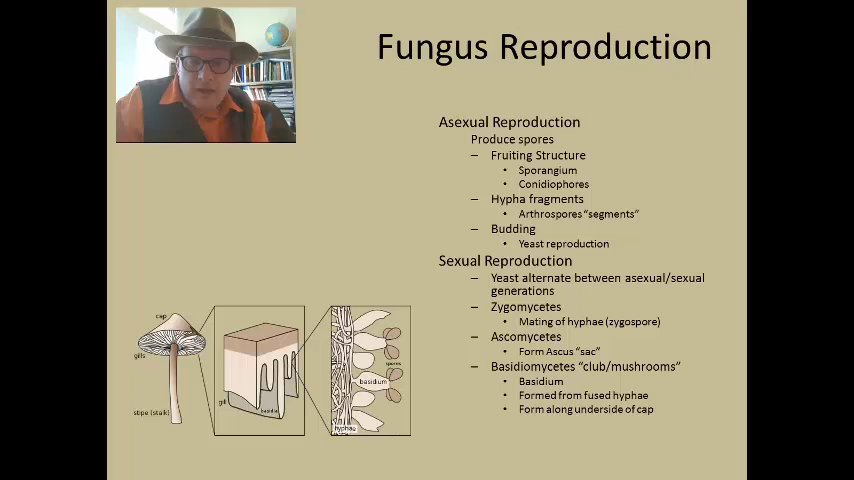 Fungus Reproduction
Asexual Reproduction
Produce spores
– Fruiting Structure
• Sporangium
• Conidiophores
– Hypha fragments
• Arthrospores “segments”
– Budding
• Yeast reproduction
Sexual Reproduction
– Yeast alternate between asexual/sexual
generations
– Zygomycetes
• Mating of hyphae (zygospore)
– Ascomycetes
• Form Ascus “sac”
– Basidiomycetes “club/mushrooms”
• Basidium
• Formed from fused hyphae
• Form along underside of cap
cap
gills
stipe (stalk)
gill
basidia
spores
basidium
hyphae